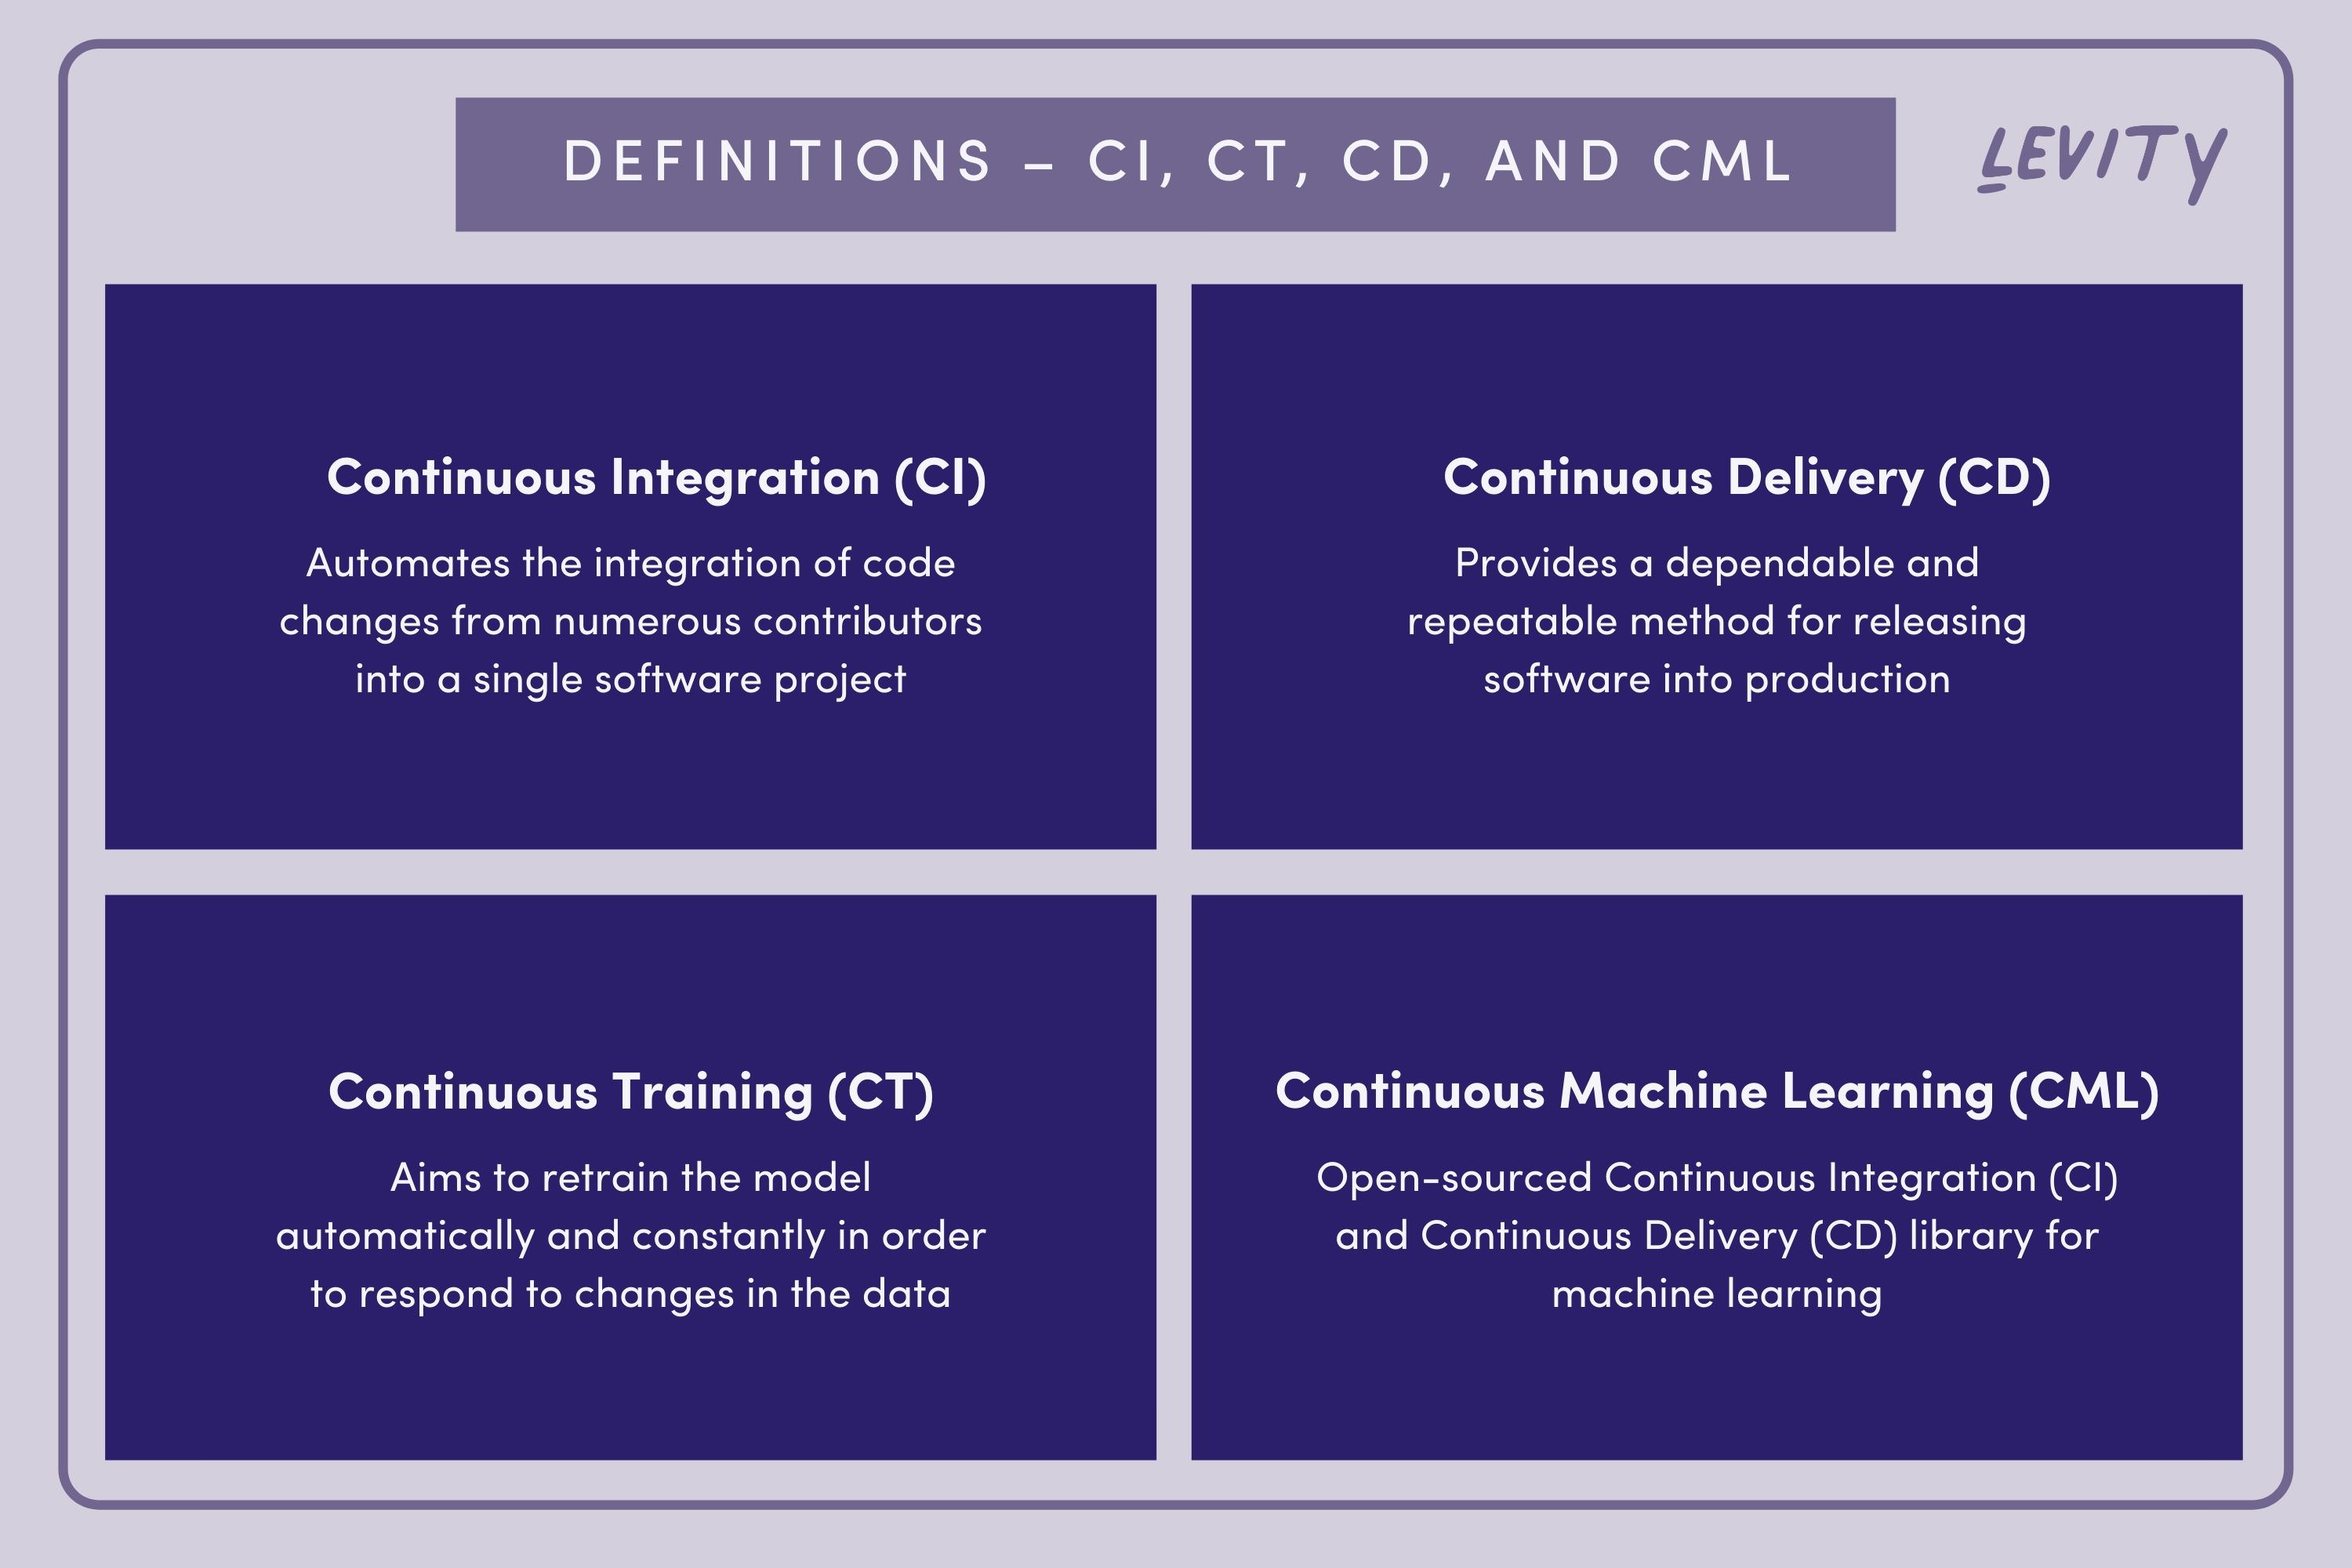 DEFINITIONS – CI, CT, CD, AND CML
LEVITY
Continuous Integration (CI)
Automates the integration of code
changes from numerous contributors
into a single software project
Continuous Delivery (CD)
Provides a dependable and
repeatable method for releasing
software into production
Continuous Training (CT)
Aims to retrain the model
automatically and constantly in order
to respond to changes in the data
Continuous Machine Learning (CML)
Open-sourced Continuous Integration (CI)
and Continuous Delivery (CD) library for
machine learning